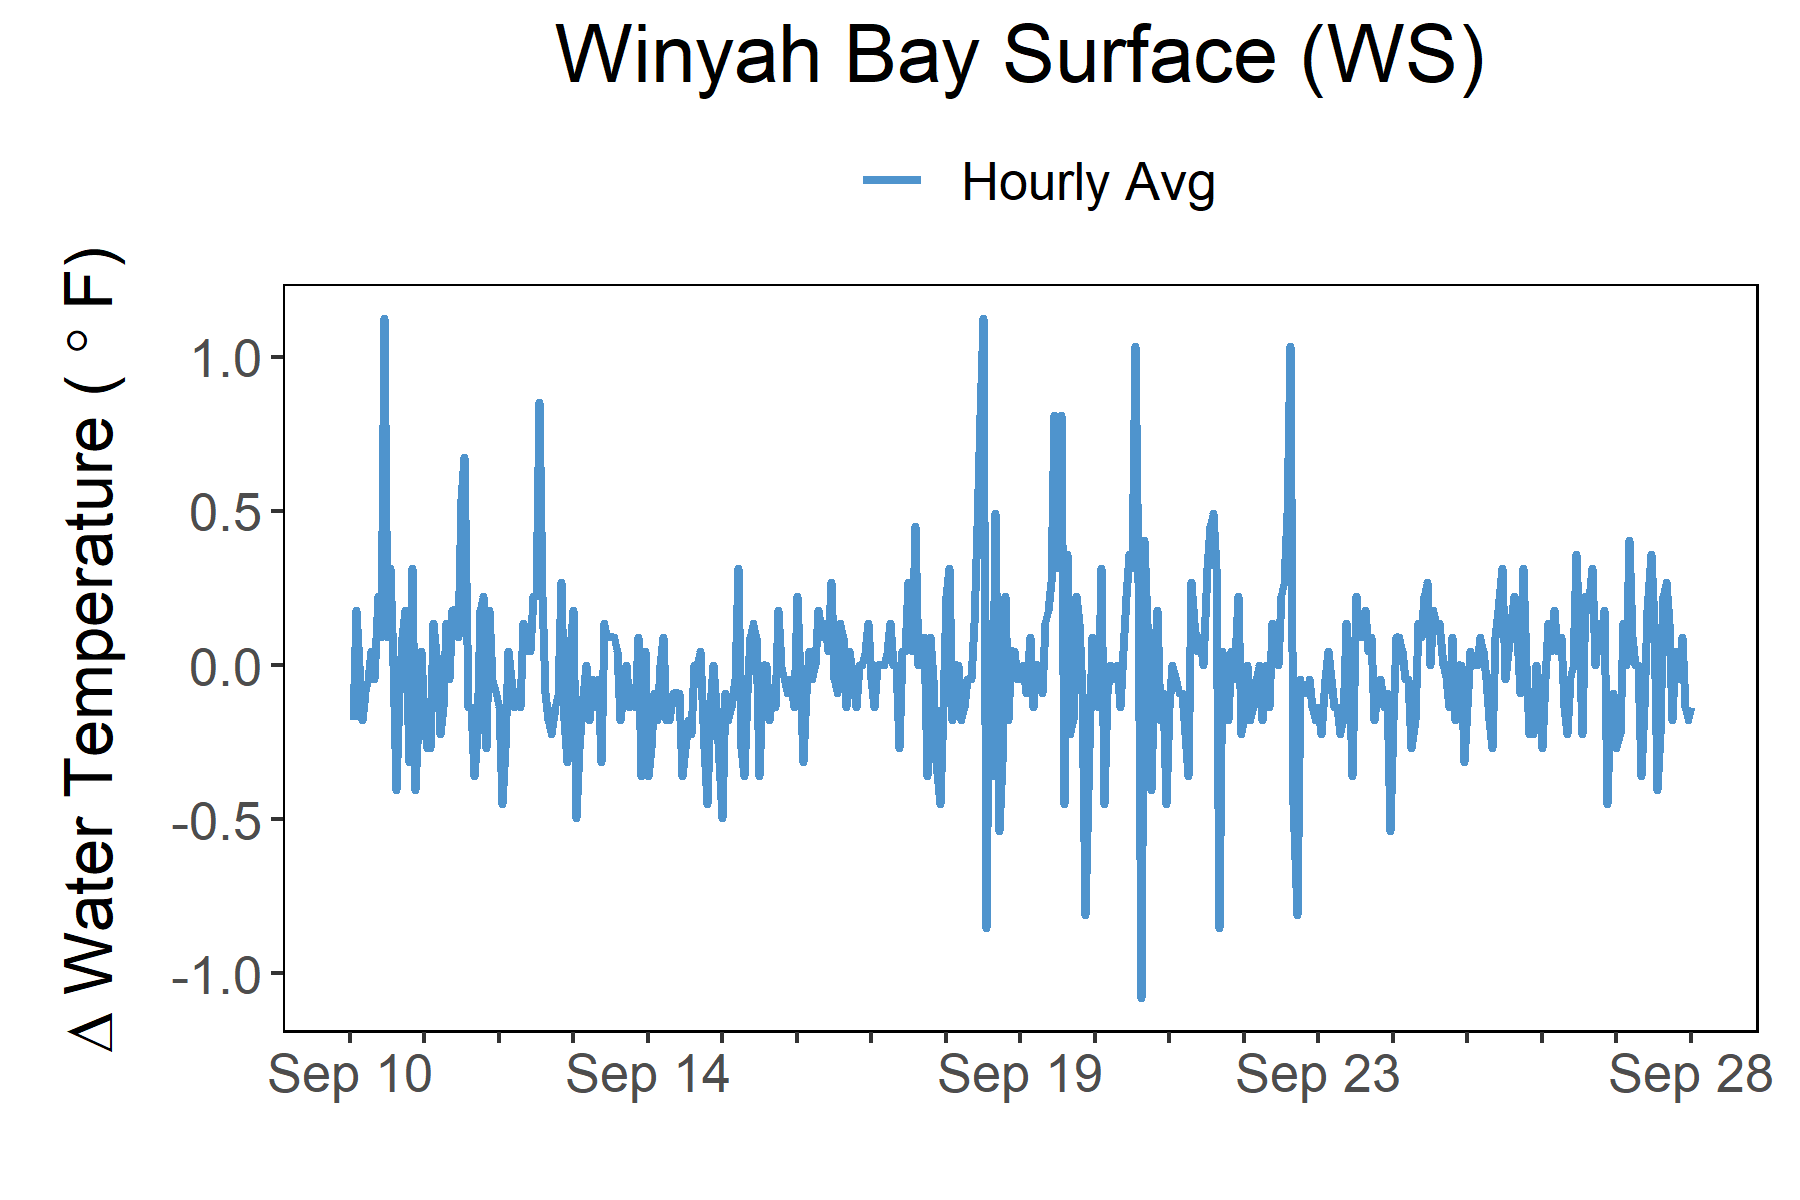 Winyah Bay Surface (WS)
Hourly Avg
Δ Water Temperature ( ° F)
1.0
0.5
0.0
-0.5
-1.0
Sep 10 Sep 14 Sep 19 Sep 23 Sep 28